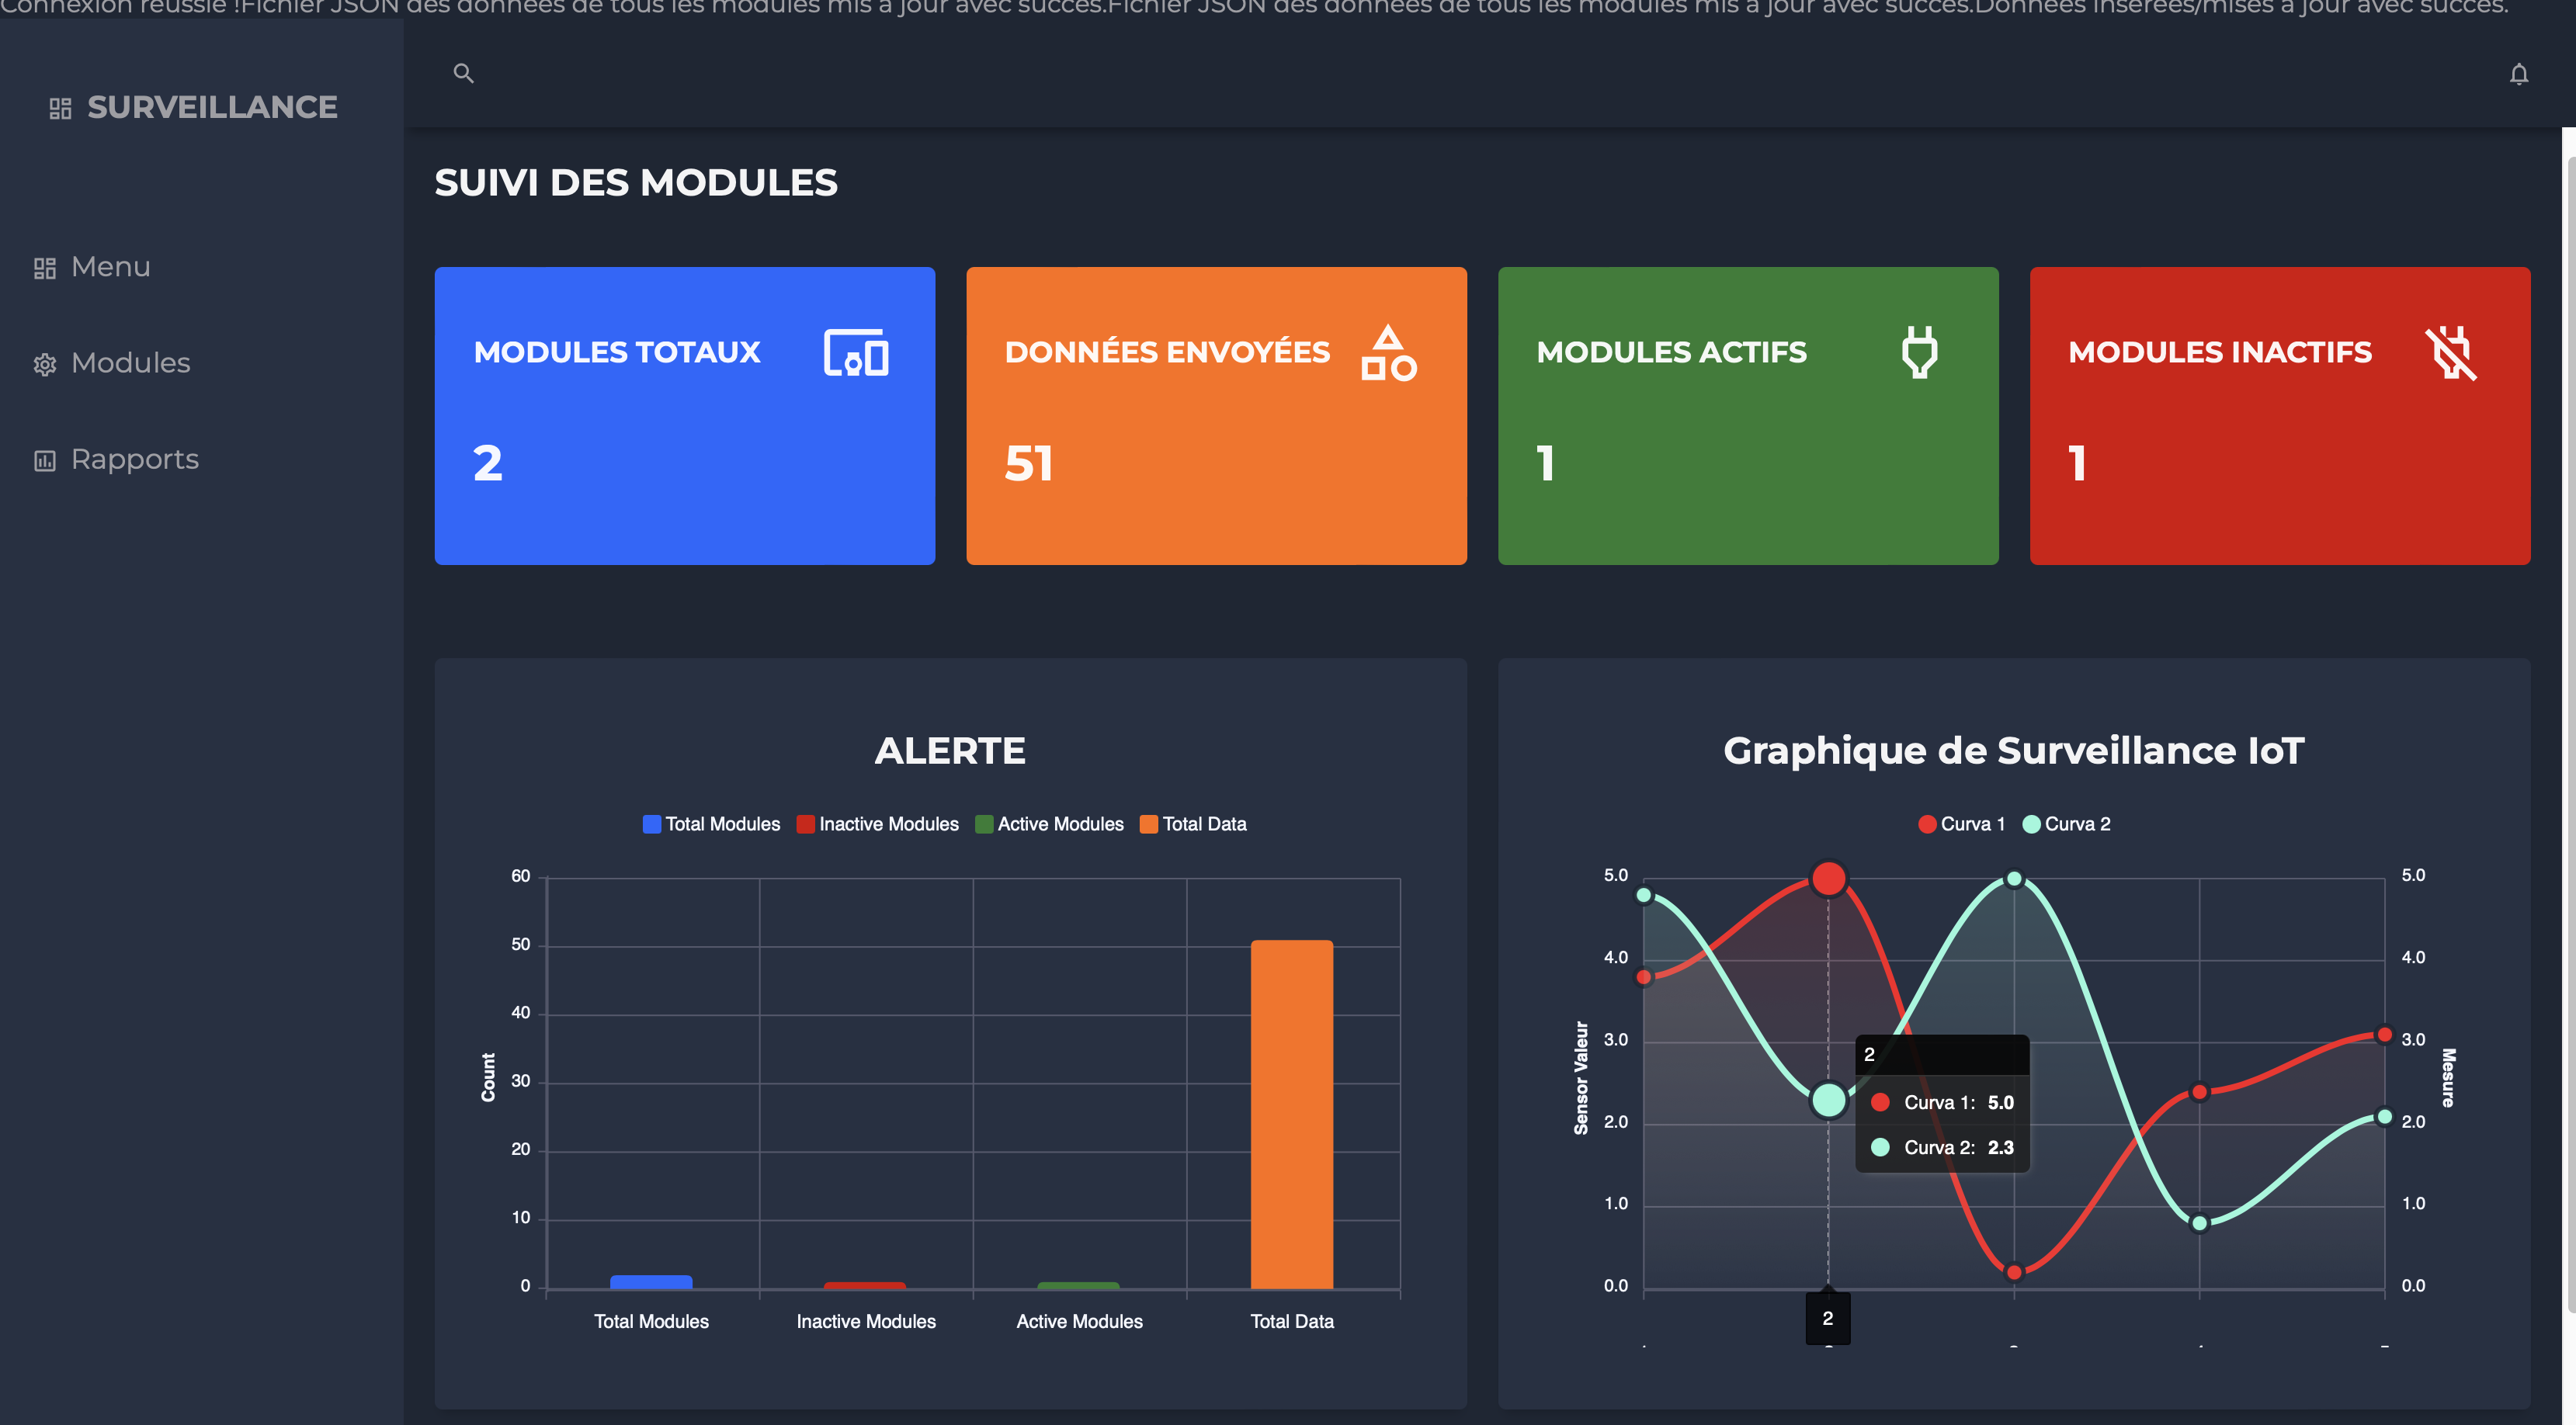 Connexion réussie !Fichier JSON des données de tous les modules mis à jour avec succès.Fichier JSON des données de tous les modules mis à jour avec succès.Données insérées/mises à jour avec succès.
SURVEILLANCE
Menu
Modules
Rapports
SUIVI DES MODULES
MODULES TOTAUX
2
DONNÉES ENVOYÉES
51
MODULES ACTIFS
1
MODULES INACTIFS
1
ALERTE
Total Modules Inactive Modules Active Modules Total Data
Count
60
50
40
30
20
10
0
Total Modules Inactive Modules Active Modules Total Data
Graphique de Surveillance IoT
Curva 1 Curva 2
Sensor Valeur
5.0
4.0
3.0
2.0
1.0
0.0
2
Curva 1: 5.0
Curva 2: 2.3
2
5.0
4.0
3.0
2.0
1.0
0.0
Mesure